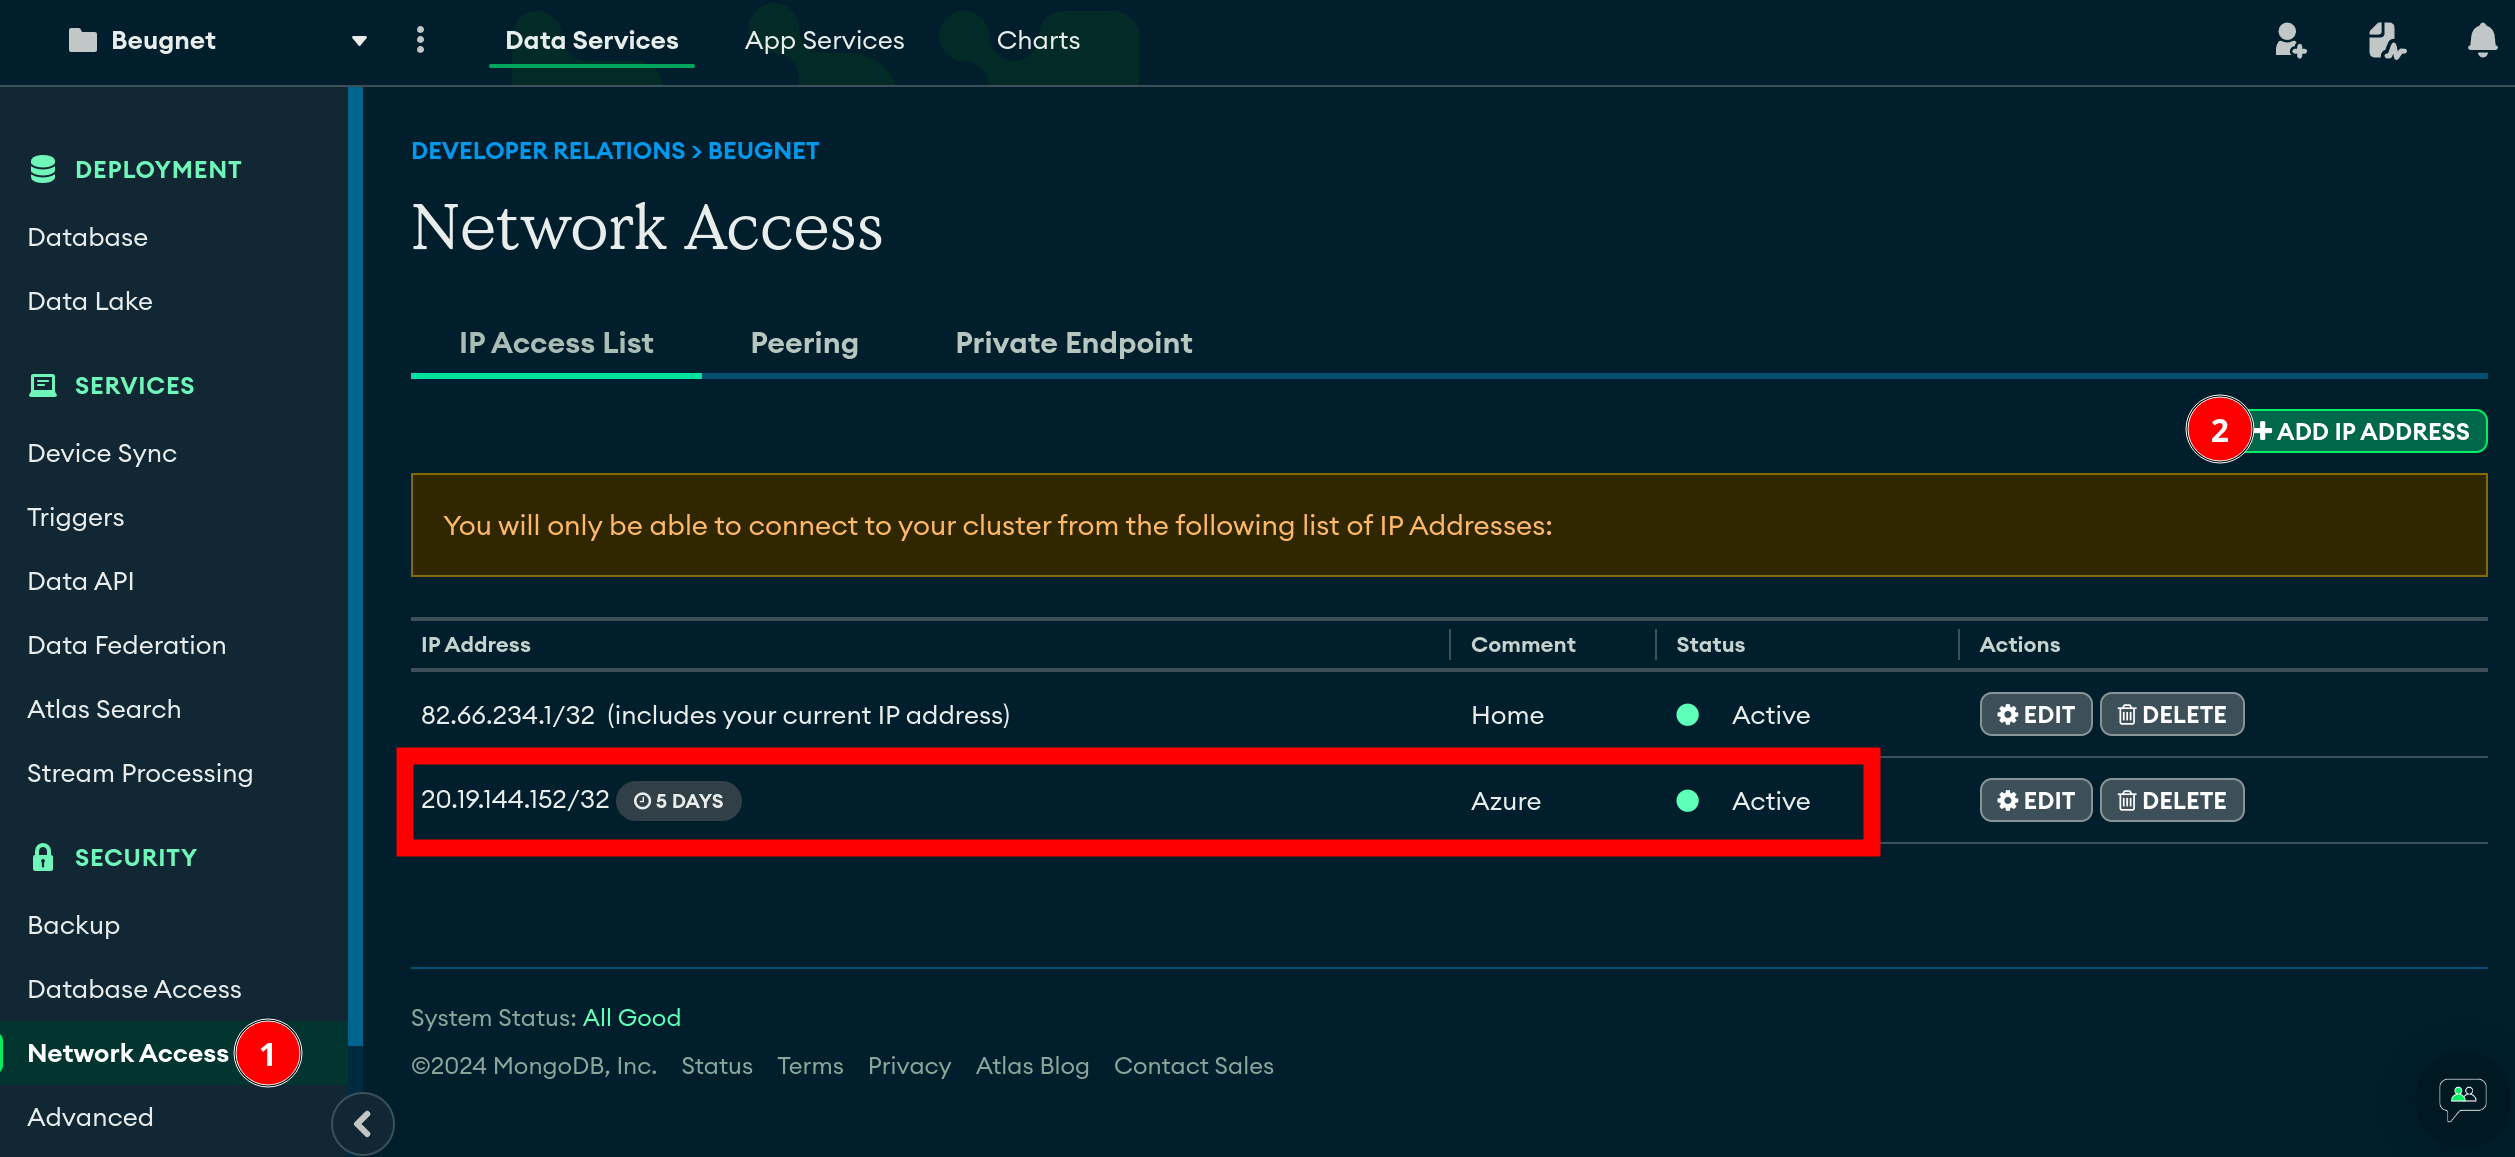 Beugnet
Data Services
App Services
Charts
DEPLOYMENT
Database
Data Lake
SERVICES
Device Sync
Triggers
Data API
Data Federation
Atlas Search
Stream Processing
SECURITY
Backup
Database Access
Network Access 1
Advanced
DEVELOPER RELATIONS > BEUGNET
Network Access
IP Access List
Peering
Private Endpoint
2 + ADD IP ADDRESS
You will only be able to connect to your cluster from the following list of IP Addresses:
IP Address Comment Status Actions
82.66.234.1/32 (includes your current IP address) Home Active EDIT DELETE
20.19.144.152/32 5 DAYS Azure Active EDIT DELETE
System Status: All Good
©2024 MongoDB, Inc. Status Terms Privacy Atlas Blog Contact Sales